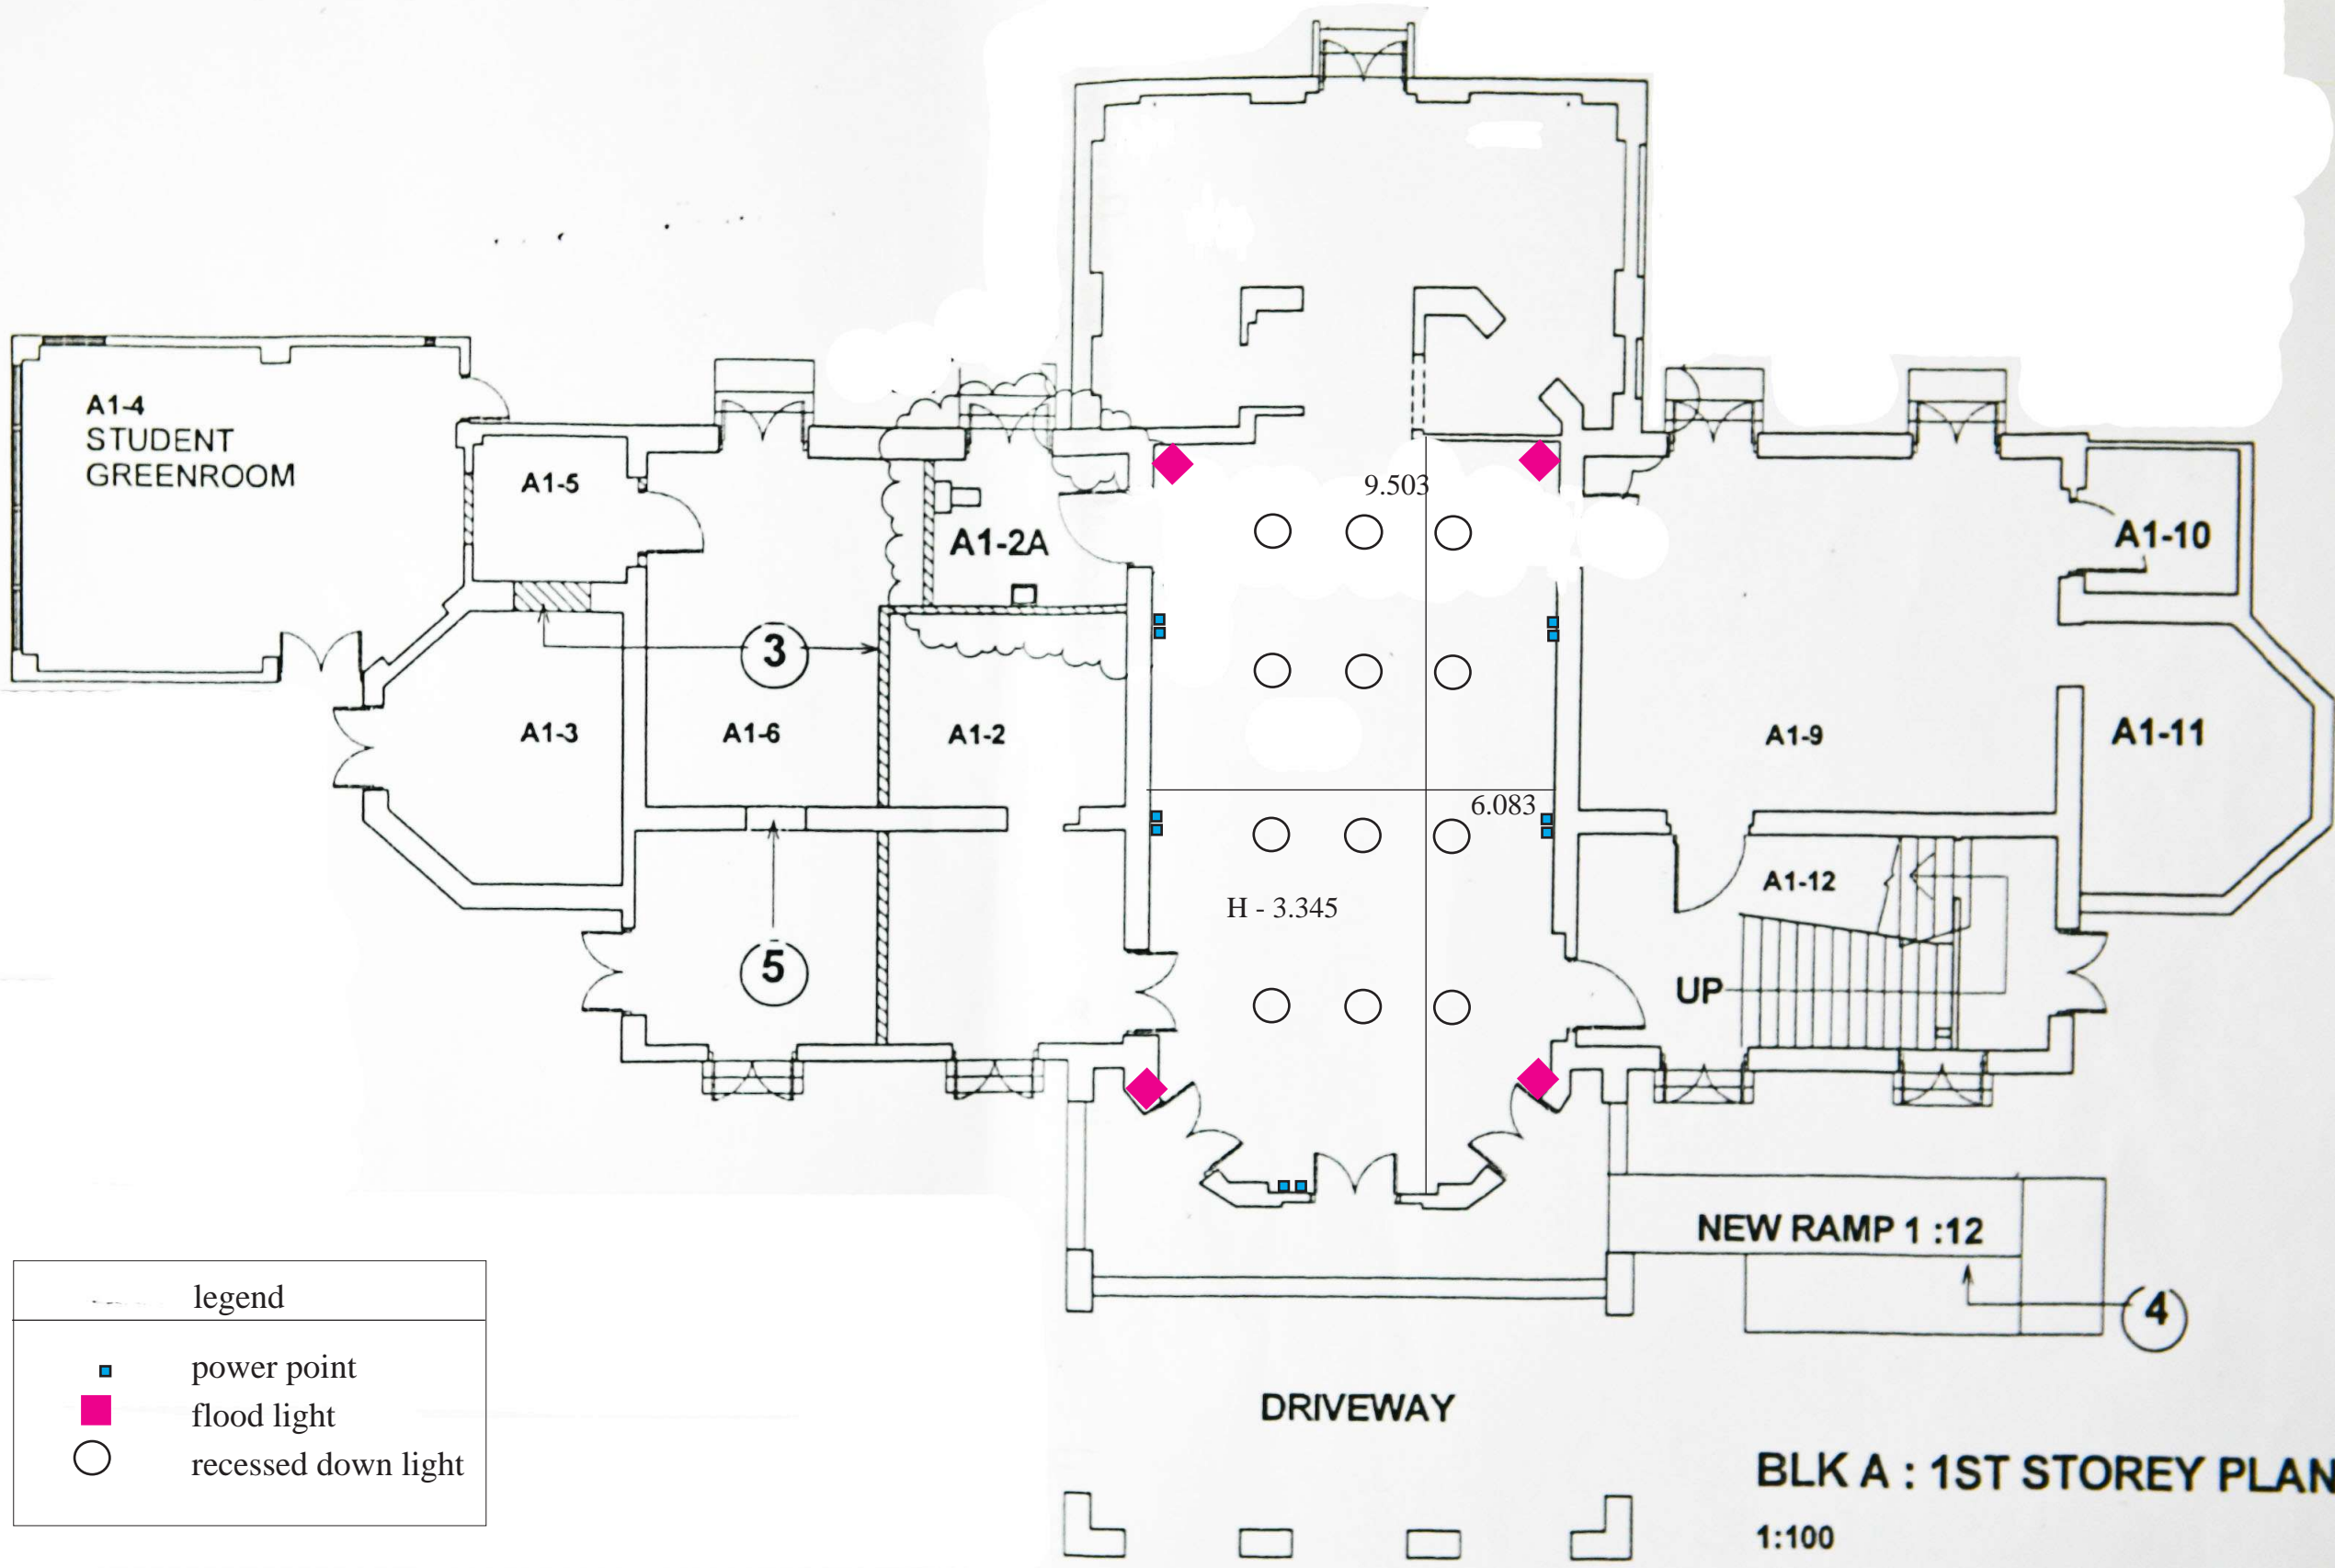 A1-4
STUDENT
GREENROOM
A1-5
A1-2A
9.503
A1-10
3
A1-3
A1-6
A1-2
A1-9
A1-11
6.083
A1-12
H - 3.345
5
UP
NEW RAMP 1 :12
4
legend
power point
flood light
recessed down light
DRIVEWAY
BLK A : 1ST STOREY PLAN
1:100